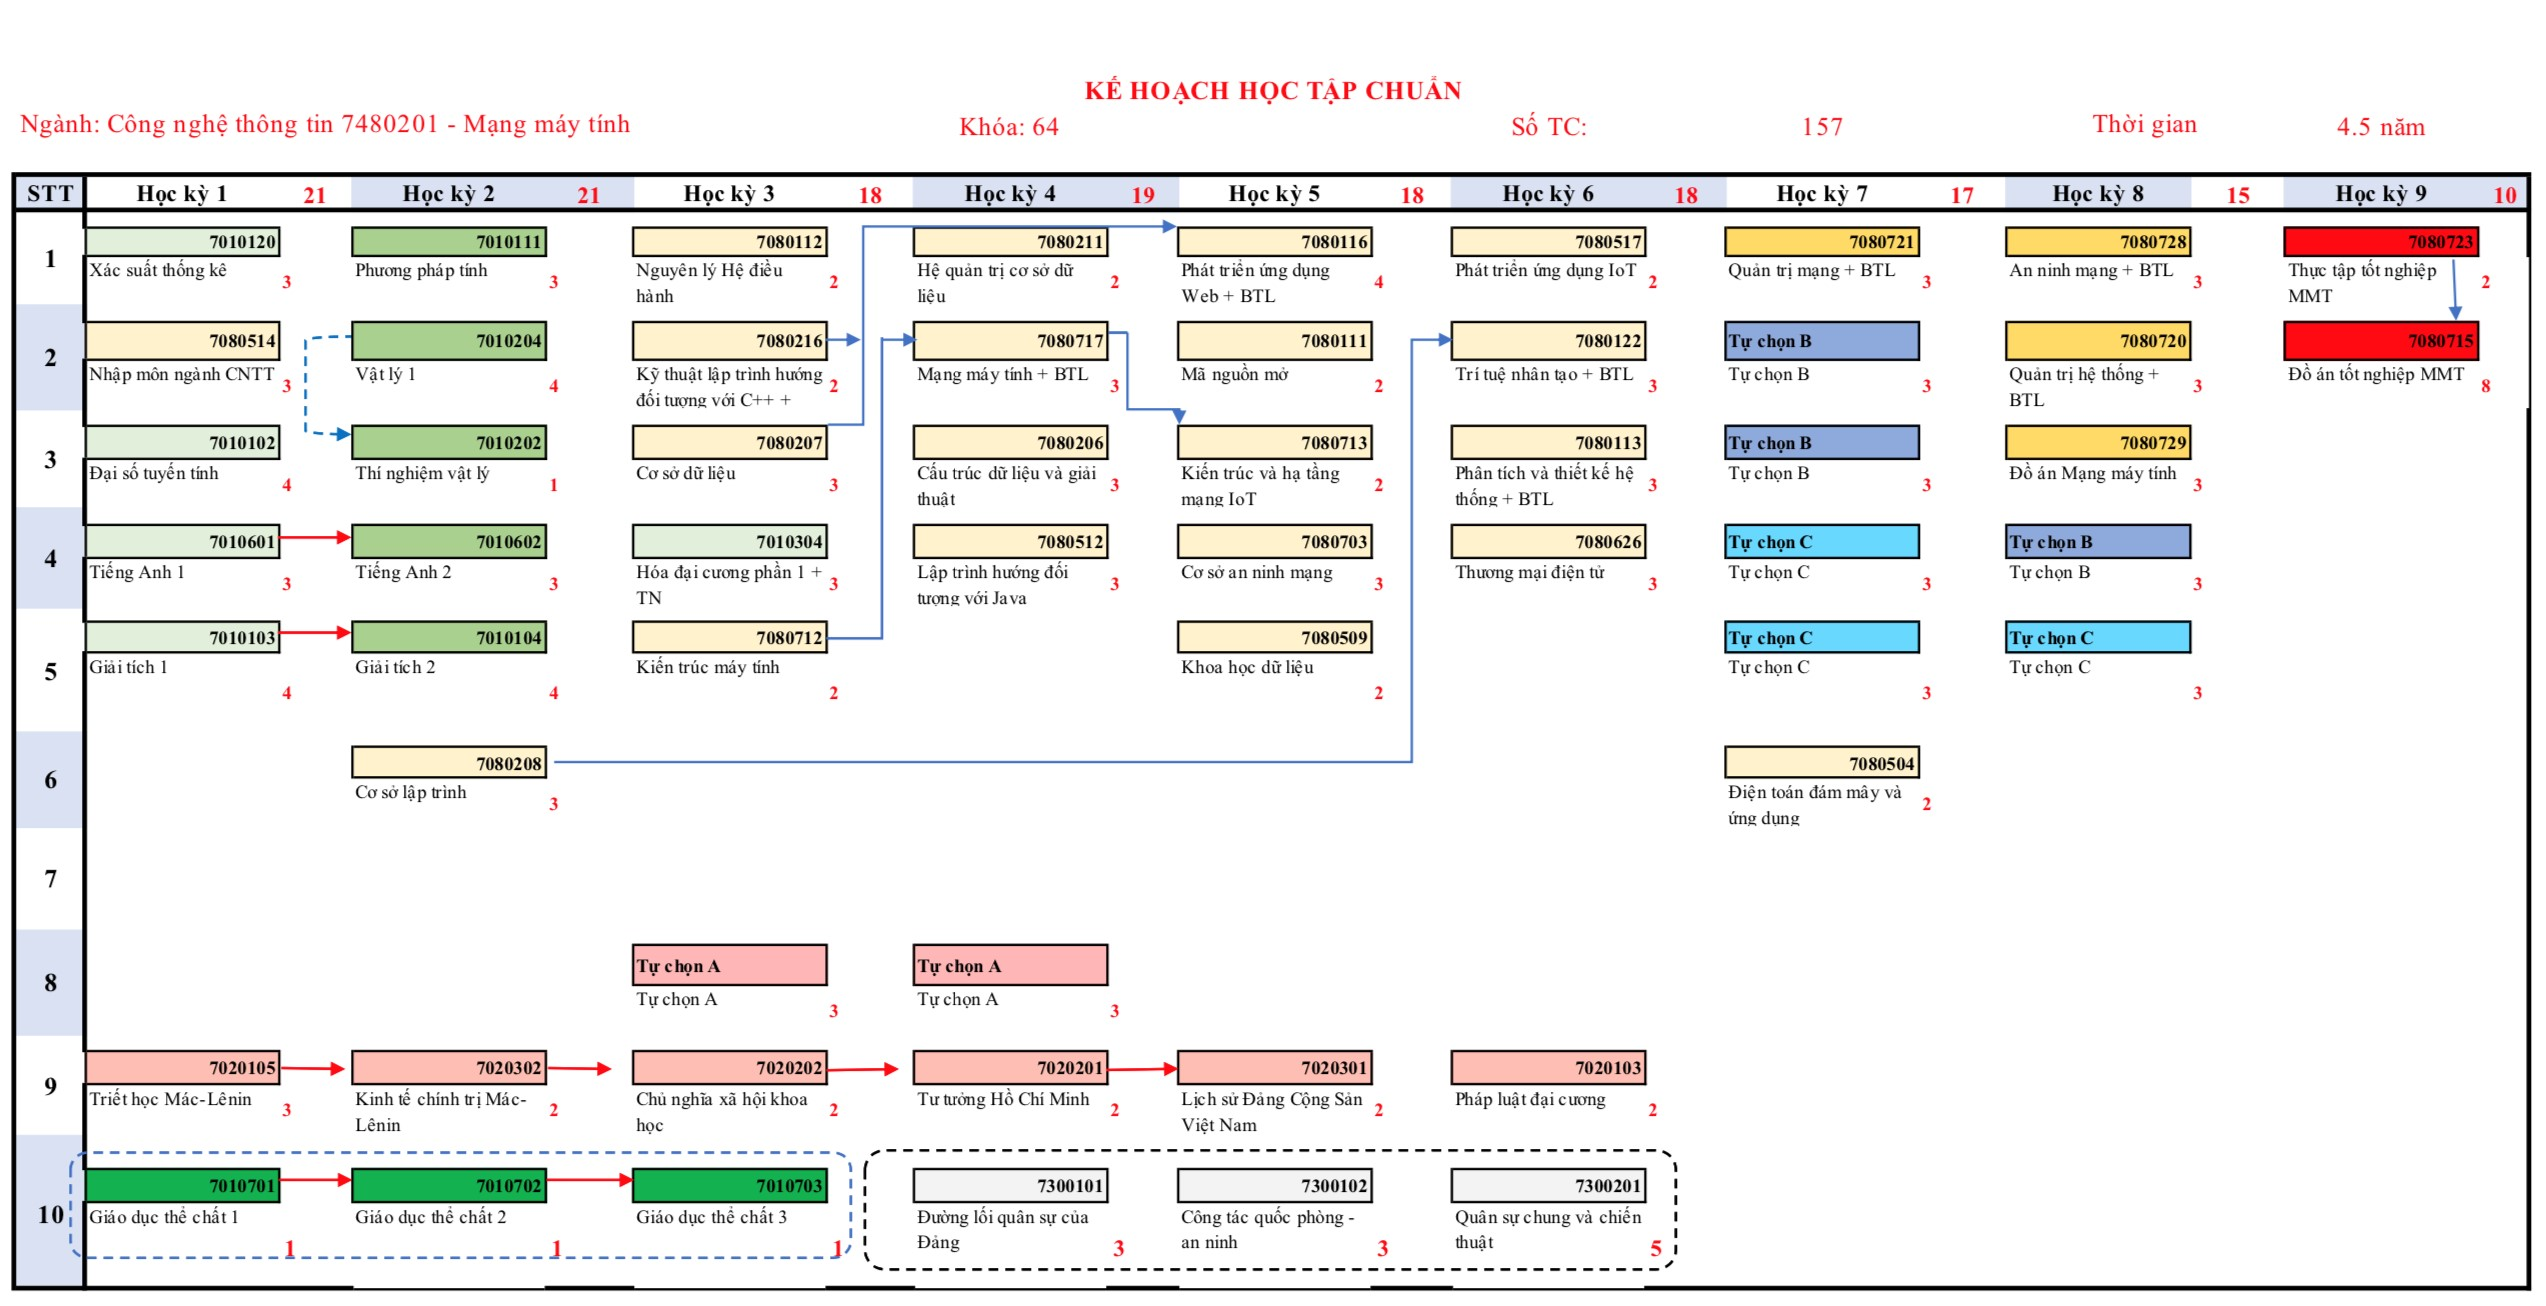 KẾ HOẠCH HỌC TẬP CHUẨN
Ngành: Công nghệ thông tin 7480201 - Mạng máy tính Khóa: 64 Số TC: 157 Thời gian 4.5 năm
STT Học kỳ 1 21 Học kỳ 2 21 Học kỳ 3 18 Học kỳ 4 19 Học kỳ 5 18 Học kỳ 6 18 Học kỳ 7 17 Học kỳ 8 15 Học kỳ 9 10
1
7010120 7010111 7080112 7080211 7080116 7080517 7080721 7080728 7080723
Xác suất thống kê Phương pháp tính Nguyên lý Hệ điều Hệ quản trị cơ sở dữ Phát triển ứng dụng Phát triển ứng dụng IoT Quản trị mạng + BTL An ninh mạng + BTL Thực tập tốt nghiệp
3 3 2 2 4 2 3 3 2
hành liệu Web + BTL MMT
2
7080514 7010204 7080216 7080717 7080111 7080122 Tự chọn B 7080720 7080715
Nhập môn ngành CNTT Vật lý 1 Kỹ thuật lập trình hướng Mạng máy tính + BTL Mã nguồn mở Trí tuệ nhân tạo + BTL Tự chọn B Quản trị hệ thống + Đồ án tốt nghiệp MMT
3 4 2 3 2 3 3 3 8
đối tượng với C++ + BTL
3
7010102 7010202 7080207 7080206 7080713 7080113 Tự chọn B 7080729
Đại số tuyến tính Thí nghiệm vật lý Cơ sở dữ liệu Cấu trúc dữ liệu và giải Kiến trúc và hạ tầng Phân tích và thiết kế hệ Tự chọn B Đồ án Mạng máy tính
4 1 3 3 2 3 3 3
thuật mạng IoT thống + BTL
4
7010601 7010602 7010304 7080512 7080703 7080626 Tự chọn C Tự chọn B
Tiếng Anh 1 Tiếng Anh 2 Hóa đại cương phần 1 + Lập trình hướng đối Cơ sở an ninh mạng Thương mại điện tử Tự chọn C Tự chọn B
3 3 3 3 3 3 3 3
TN tượng với Java
5
7010103 7010104 7080712 7080509 Tự chọn C Tự chọn C
Giải tích 1 Giải tích 2 Kiến trúc máy tính Khoa học dữ liệu Tự chọn C Tự chọn C
4 4 2 2 3 3
6
7080208 7080504
Cơ sở lập trình Điện toán đám mây và
3 2
ứng dụng
7
8
Tự chọn A Tự chọn A
Tự chọn A Tự chọn A
3 3
9
7020105 7020302 7020202 7020201 7020301 7020103
Triết học Mác-Lênin Kinh tế chính trị Mác- Chủ nghĩa xã hội khoa Tư tưởng Hồ Chí Minh Lịch sử Đảng Cộng Sản Pháp luật đại cương
3 2 2 2 2 2
Lênin học Việt Nam
10
7010701 7010702 7010703 7300101 7300102 7300201
Giáo dục thể chất 1 Giáo dục thể chất 2 Giáo dục thể chất 3 Đường lối quân sự của Công tác quốc phòng - Quân sự chung và chiến
Đảng an ninh thuật
1 1 1 3 3 5